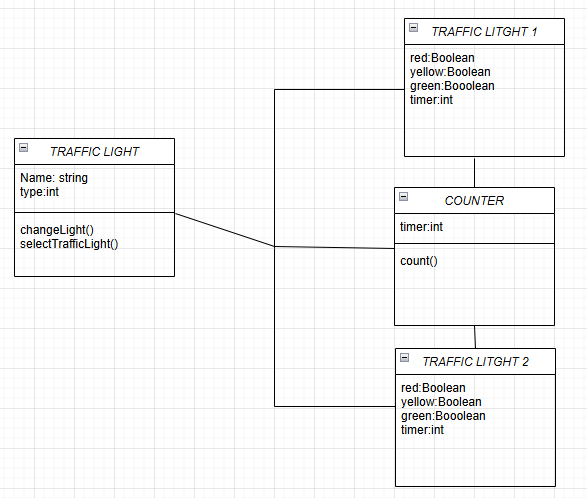 TRAFFIC LITGHT 1
red:Boolean
yellow:Boolean
green:Booolean
timer:int
TRAFFIC LIGHT
Name: string
type:int
changeLight()
selectTrafficLight()
COUNTER
timer:int
count()
TRAFFIC LITGHT 2
red:Boolean
yellow:Boolean
green:Booolean
timer:int